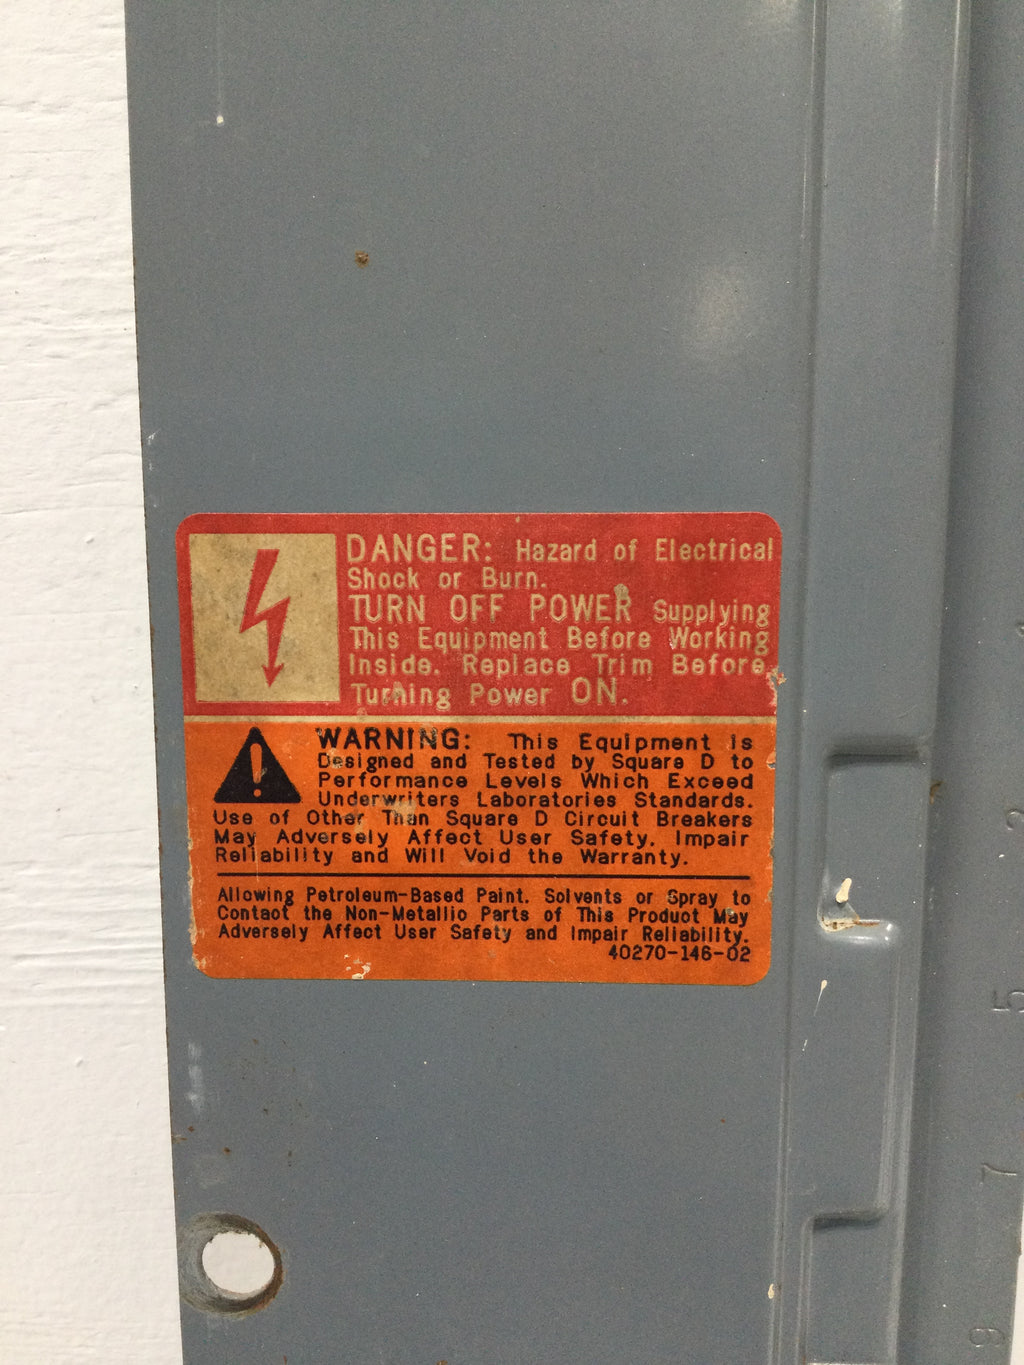 DANGER: Hazard of Electrical
Shock or Burn.
TURN OFF POWER Supplying
This Equipment Before Working
Inside. Replace Trim Before
Turning Power ON.
WARNING: This Equipment is
Designed and Tested by Square D to
Performance Levels Which Exceed
Underwriters Laboratories Standards.
Use of Other Than Square D Circuit Breakers
May Adversely Affect User Safety, Impair
Reliability and Will Void the Warranty.
Allowing Petroleum-Based Paint, Solvents or Spray to
Contact the Non-Metallic Parts of This Product May
Adversely Affect User Safety and Impair Reliability.
40270-146-02
5
7
9